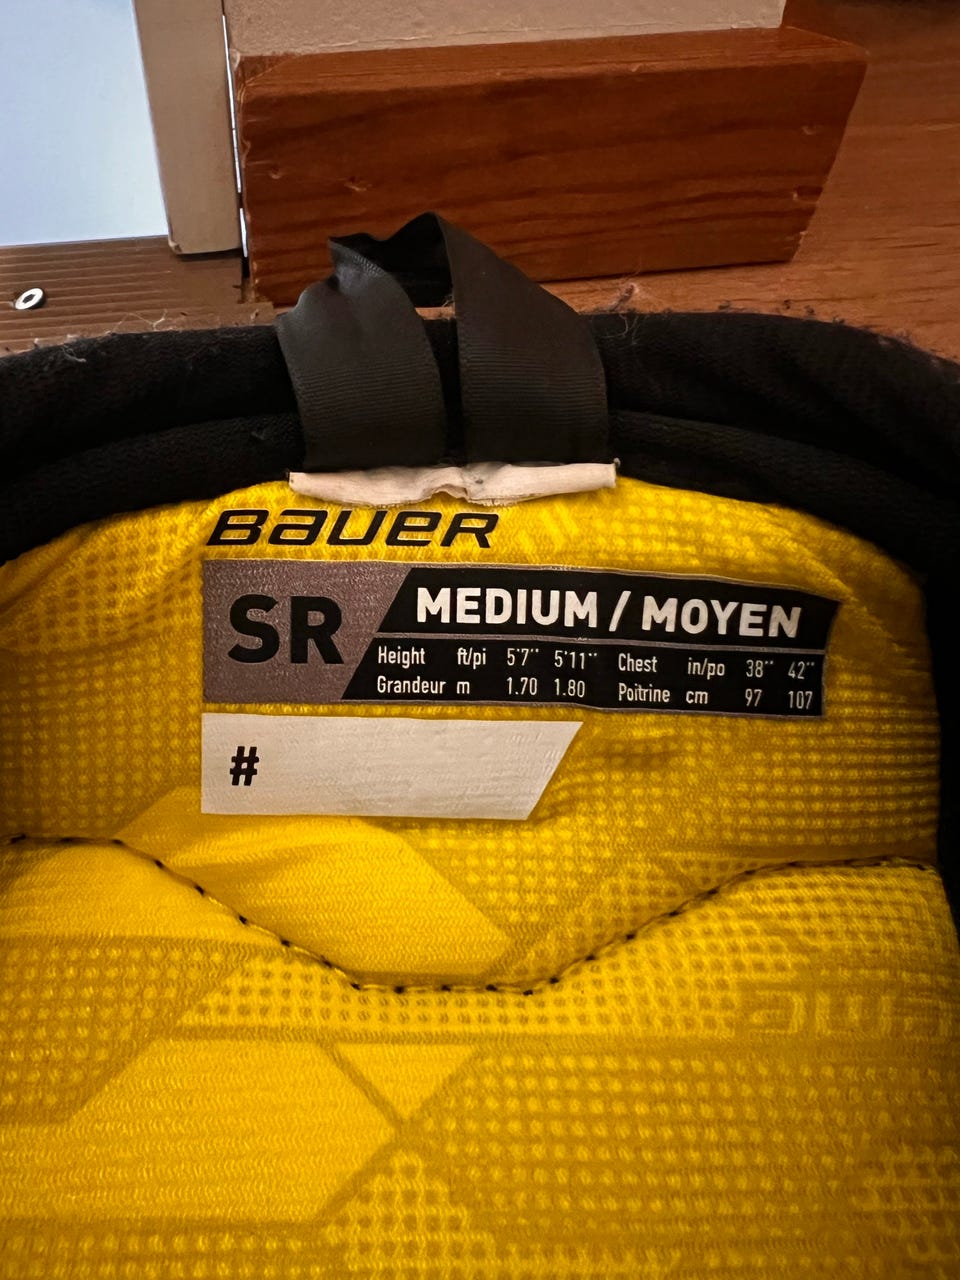 BAUER
SR
MEDIUM / MOYEN
Height ft/pi 5'7" 5'11" Chest in/po 38" 42"
Grandeur m 1.70 1.80 Poitrine cm 97 107
#